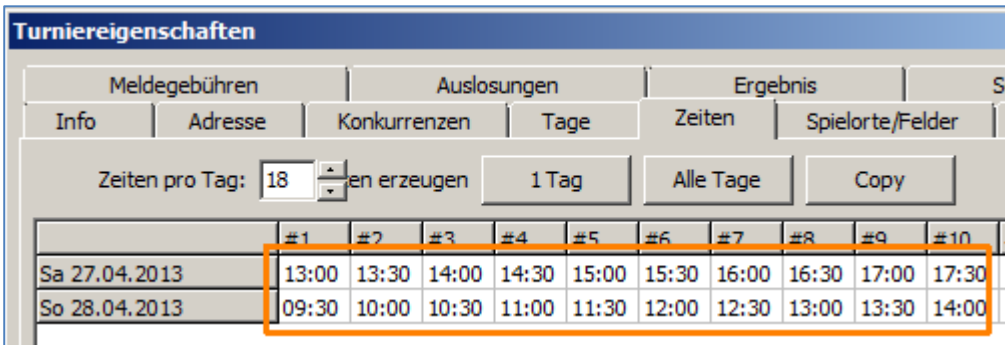 Turniereigenschaften
Meldegebühren Auslosungen Ergebnis S
Info Adresse Konkurrenzen Tage Zeiten Spielorte/Felder
Zeiten pro Tag: 18 en erzeugen 1 Tag Alle Tage Copy
#1 #2 #3 #4 #5 #6 #7 #8 #9 #10
Sa 27.04.2013 13:00 13:30 14:00 14:30 15:00 15:30 16:00 16:30 17:00 17:30
So 28.04.2013 09:30 10:00 10:30 11:00 11:30 12:00 12:30 13:00 13:30 14:00